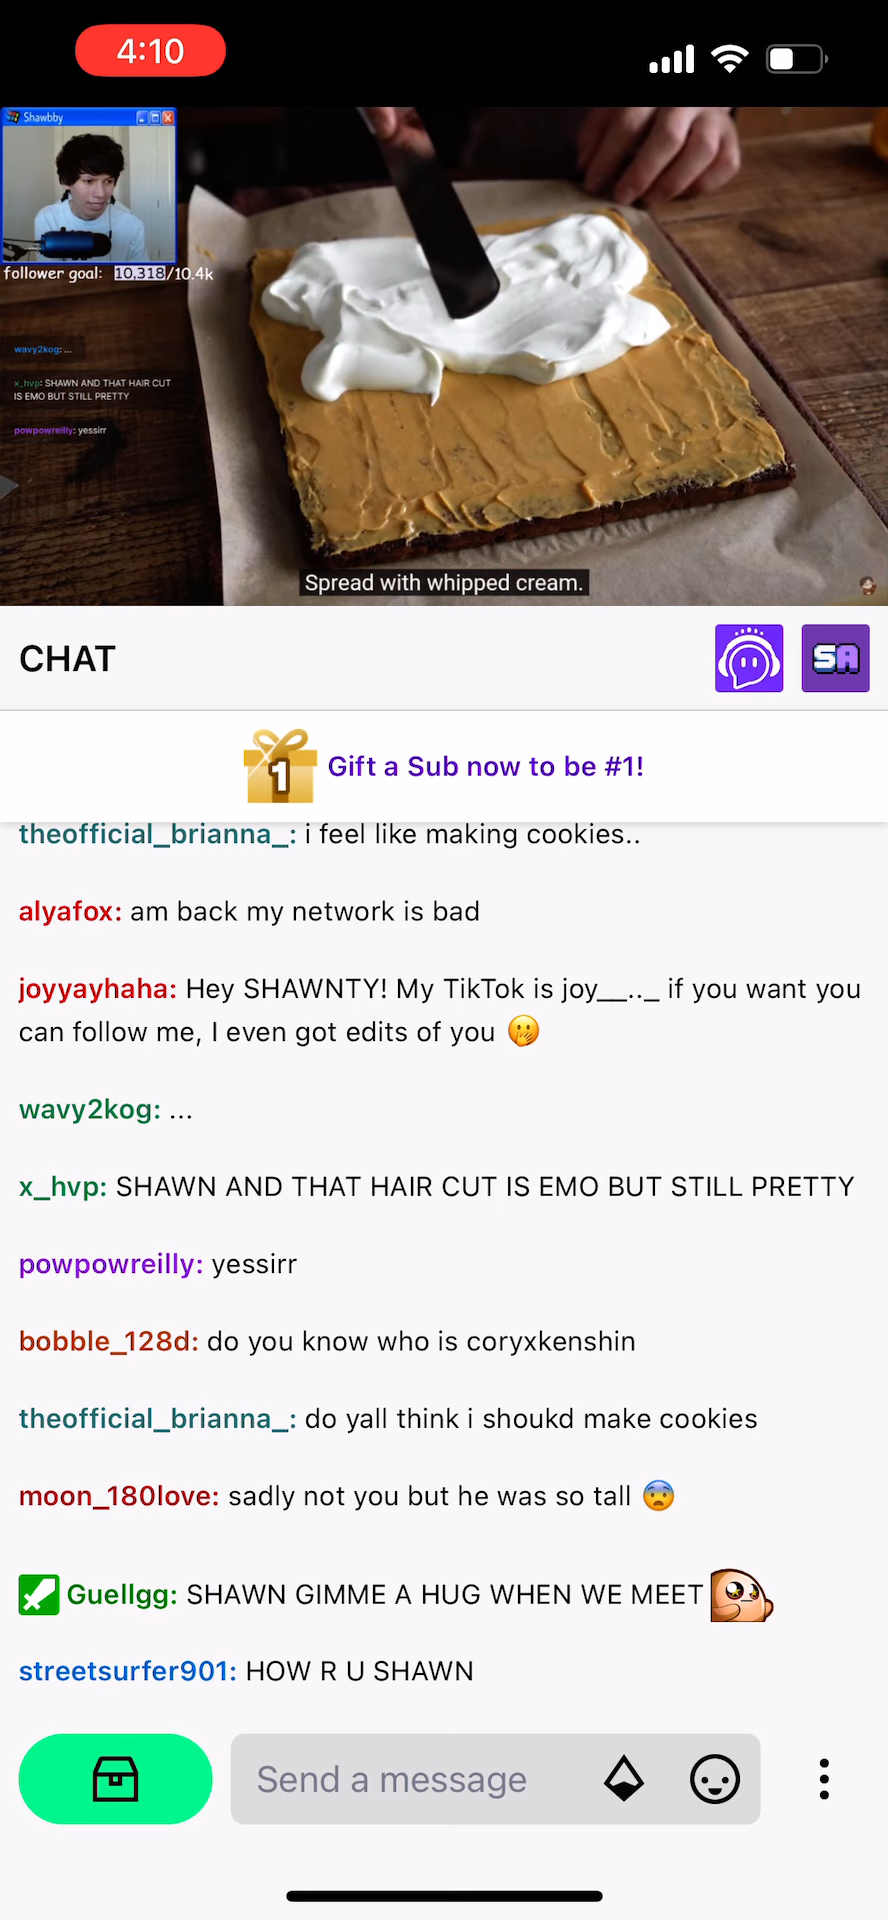 4:10
Shawbby
follower goal: 10,318/10.4k
wavy2kog: ...
x_hvp: SHAWN AND THAT HAIR CUT
IS EMO BUT STILL PRETTY
powpowreilly: yessirr
Spread with whipped cream.
CHAT
SA
1
Gift a Sub now to be #1!
theofficial_brianna_: i feel like making cookies..
alyafox: am back my network is bad
joyyayhaha: Hey SHAWNTY! My TikTok is joy__.._ if you want you
can follow me, I even got edits of you 🤭
wavy2kog: ...
x_hvp: SHAWN AND THAT HAIR CUT IS EMO BUT STILL PRETTY
powpowreilly: yessirr
bobble_128d: do you know who is coryxkenshin
theofficial_brianna_: do yall think i shoukd make cookies
moon_180love: sadly not you but he was so tall 😨
Guellgg: SHAWN GIMME A HUG WHEN WE MEET
streetsurfer901: HOW R U SHAWN
Send a message